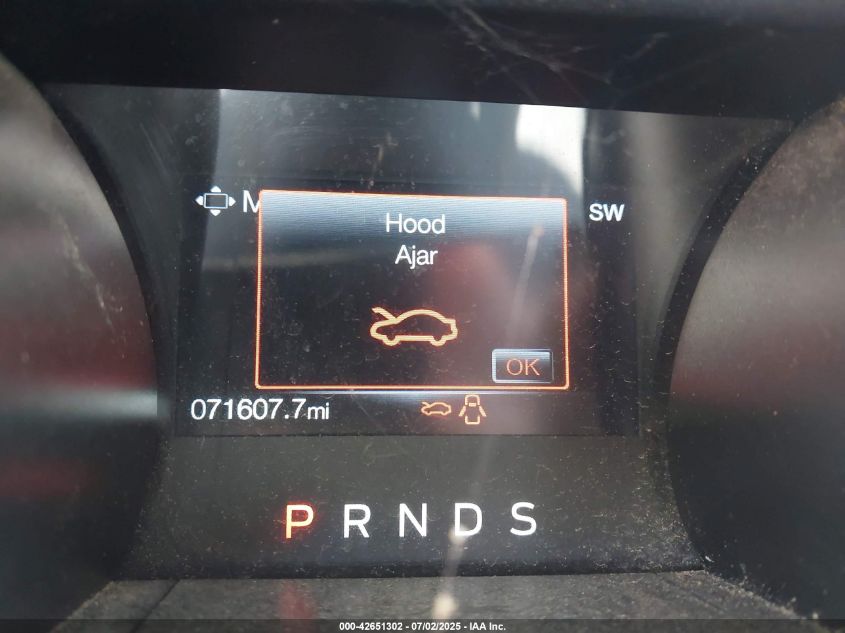 M
SW
Hood
Ajar
OK
071607.7mi
P R N D S
000-42651302 - 07/02/2025 - IAA Inc.